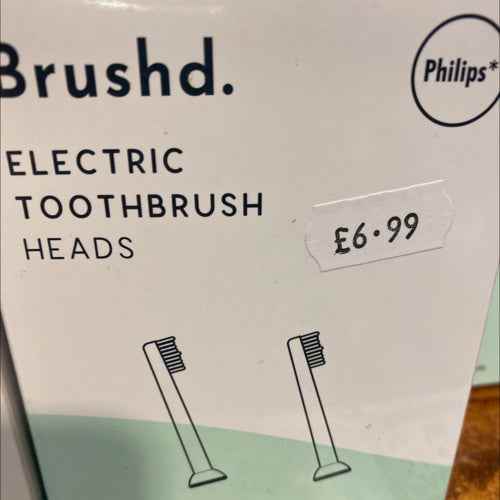 Brushd.
Philips*
ELECTRIC
TOOTHBRUSH
HEADS
£6.99